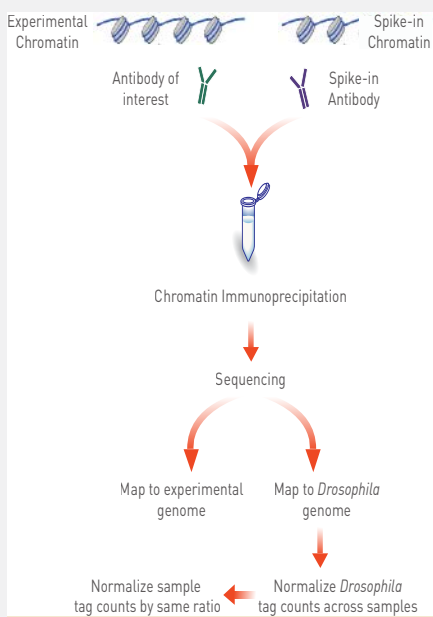 Experimental
Chromatin
Spike-in
Chromatin
Antibody of
interest
Spike-in
Antibody
Chromatin Immunoprecipitation
Sequencing
Map to experimental
genome
Map to Drosophila
genome
Normalize sample
tag counts by same ratio
Normalize Drosophila
tag counts across samples